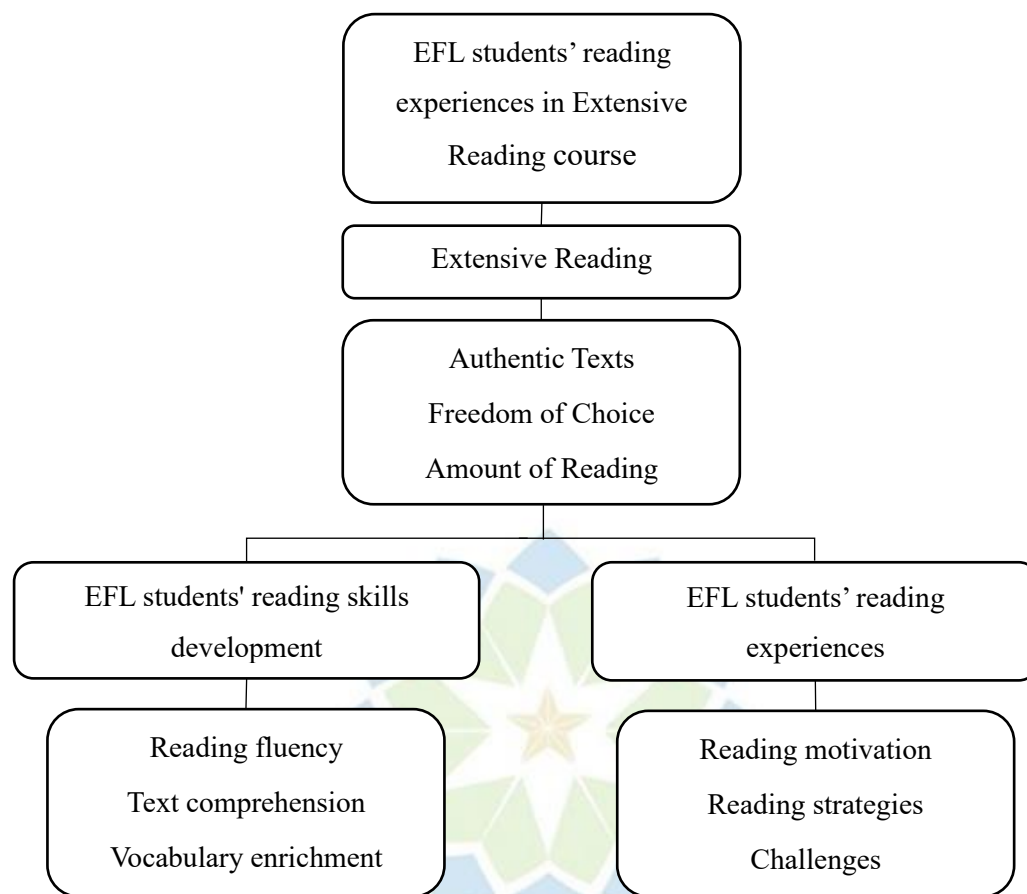 EFL students’ reading
experiences in Extensive
Reading course
Extensive Reading
Authentic Texts
Freedom of Choice
Amount of Reading
EFL students' reading skills
development
EFL students’ reading
experiences
Reading fluency
Text comprehension
Vocabulary enrichment
Reading motivation
Reading strategies
Challenges